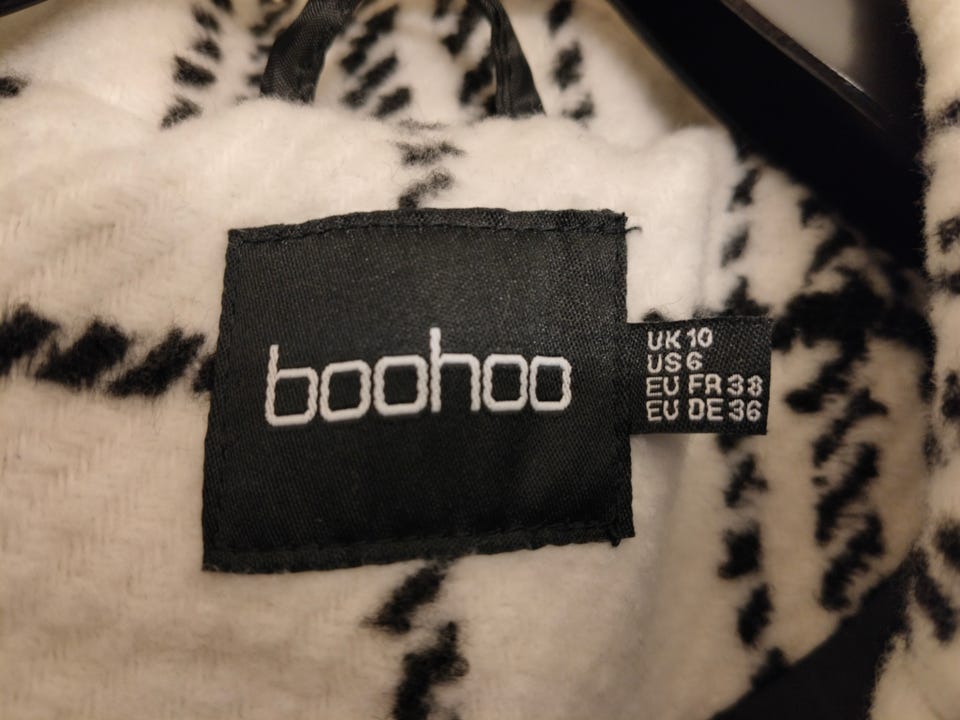 boohoo
UK 10
US 6
EU FR 38
EU DE 36